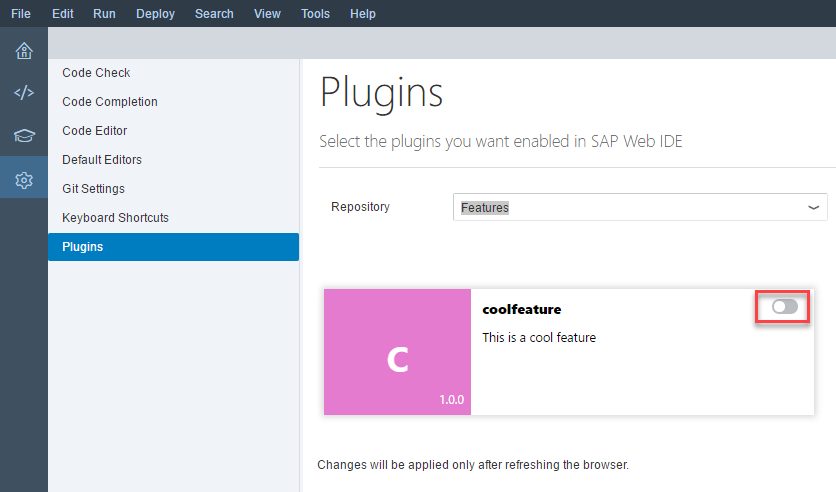 File Edit Run Deploy Search View Tools Help
Code Check
Code Completion
Code Editor
Default Editors
Git Settings
Keyboard Shortcuts
Plugins
Plugins
Select the plugins you want enabled in SAP Web IDE
Repository Features
coolfeature
This is a cool feature
C
1.0.0
Changes will be applied only after refreshing the browser.